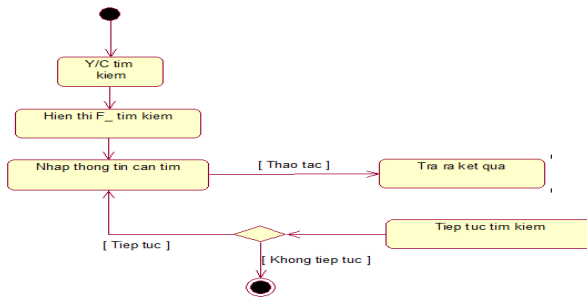 Y/C tim
kiem
Hien thi F_ tim kiem
Nhap thong tin can tim
[ Thao tac ]
Tra ra ket qua
Tiep tuc tim kiem
[ Tiep tuc ]
[ Khong tiep tuc ]